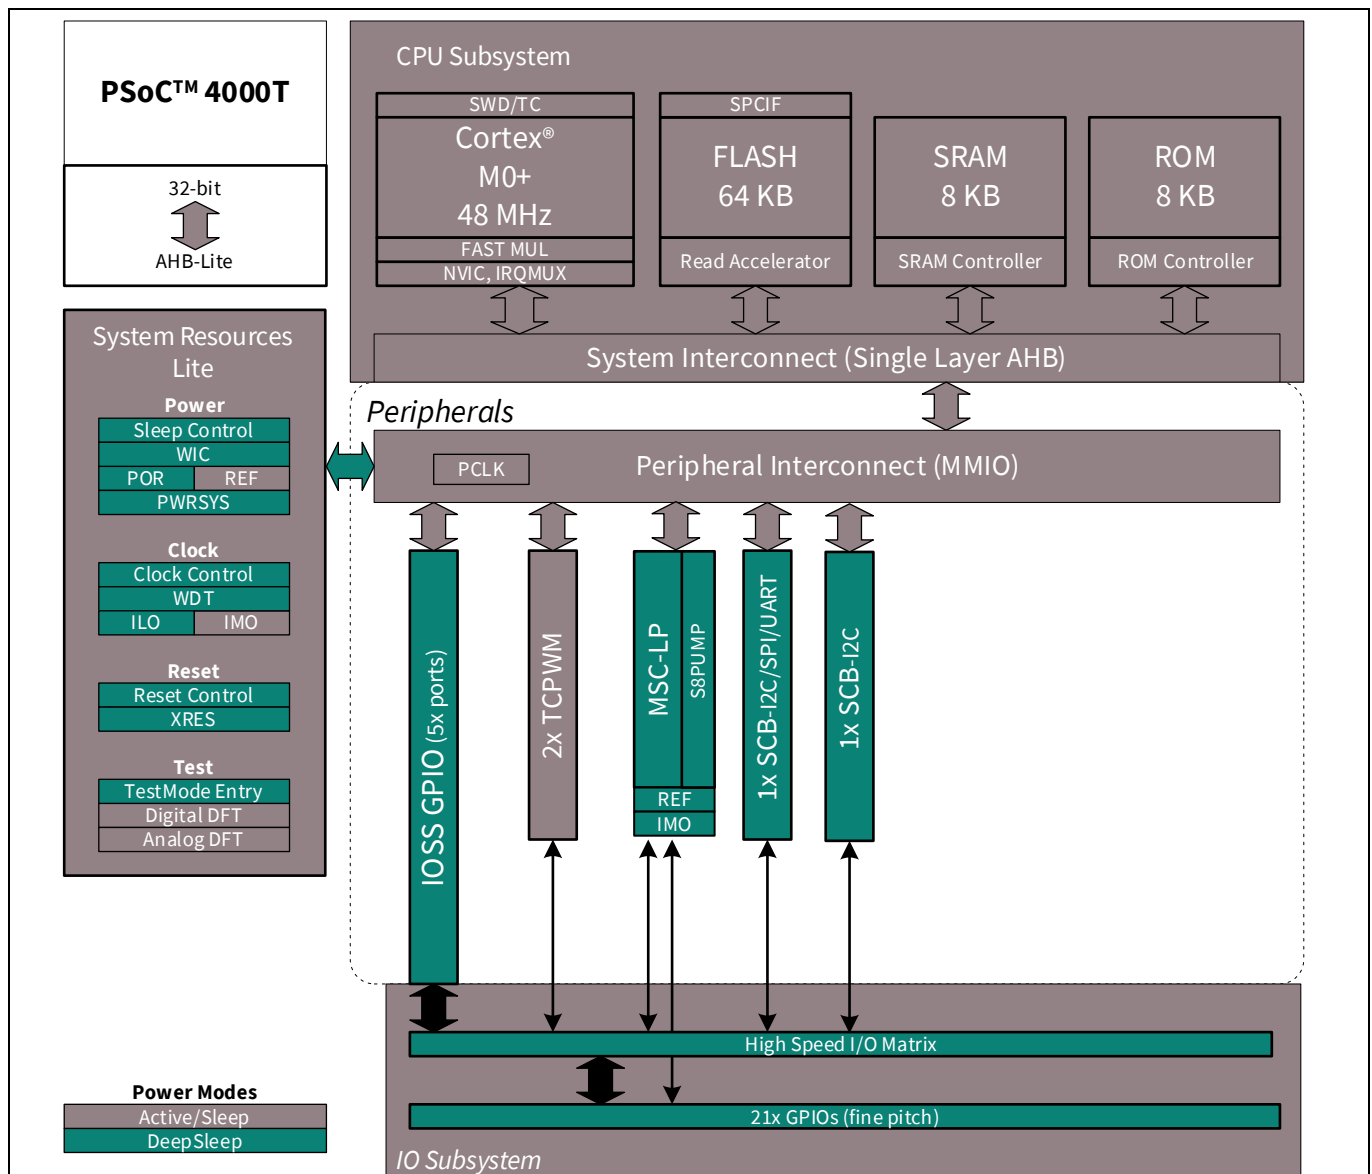 PSoC™ 4000T
32-bit
AHB-Lite
CPU Subsystem
SWD/TC
Cortex®
M0+
48 MHz
FAST MUL
NVIC, IRQMUX
SPCIF
FLASH
64 KB
Read Accelerator
SRAM
8 KB
SRAM Controller
ROM
8 KB
ROM Controller
System Interconnect (Single Layer AHB)
System Resources
Lite
Power
Sleep Control
WIC
POR REF
PWRSYS
Clock
Clock Control
WDT
ILO IMO
Reset
Reset Control
XRES
Test
TestMode Entry
Digital DFT
Analog DFT
Peripherals
PCLK
Peripheral Interconnect (MMIO)
IOSS GPIO (5x ports)
2x TCPWM
MSC-LP
S8PUMP
REF
IMO
1x SCB-I2C/SPI/UART
1x SCB-I2C
High Speed I/O Matrix
21x GPIOs (fine pitch)
IO Subsystem
Power Modes
Active/Sleep
DeepSleep